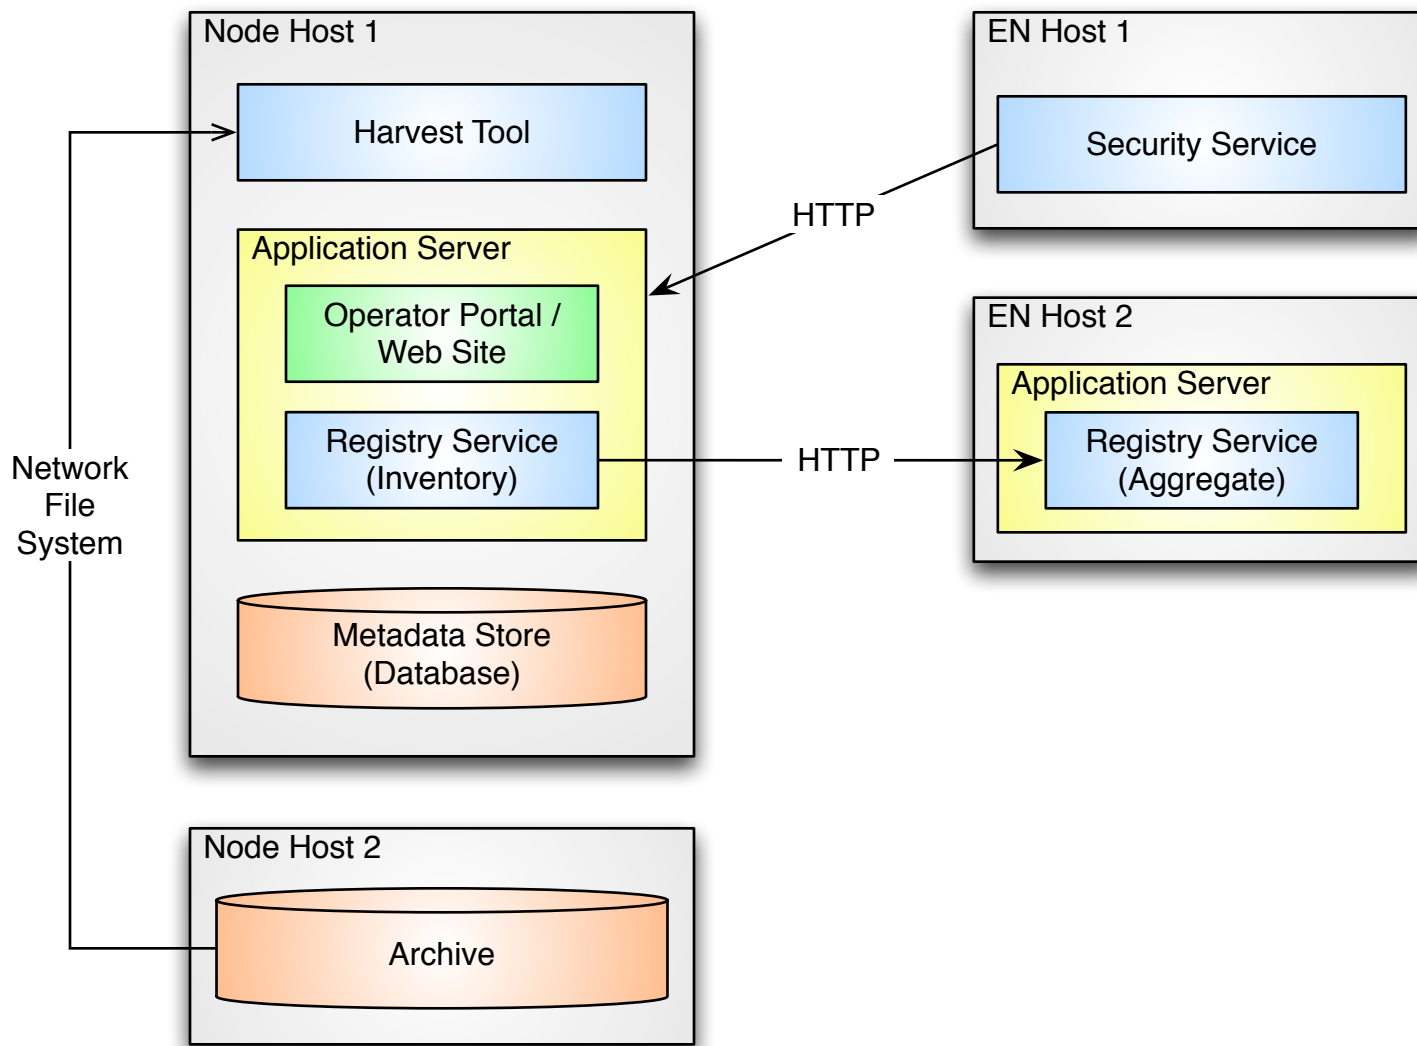 Node Host 1
Harvest Tool
Application Server
Operator Portal /
Web Site
Registry Service
(Inventory)
Metadata Store
(Database)
Network
File
System
Node Host 2
Archive
HTTP
HTTP
EN Host 1
Security Service
EN Host 2
Application Server
Registry Service
(Aggregate)